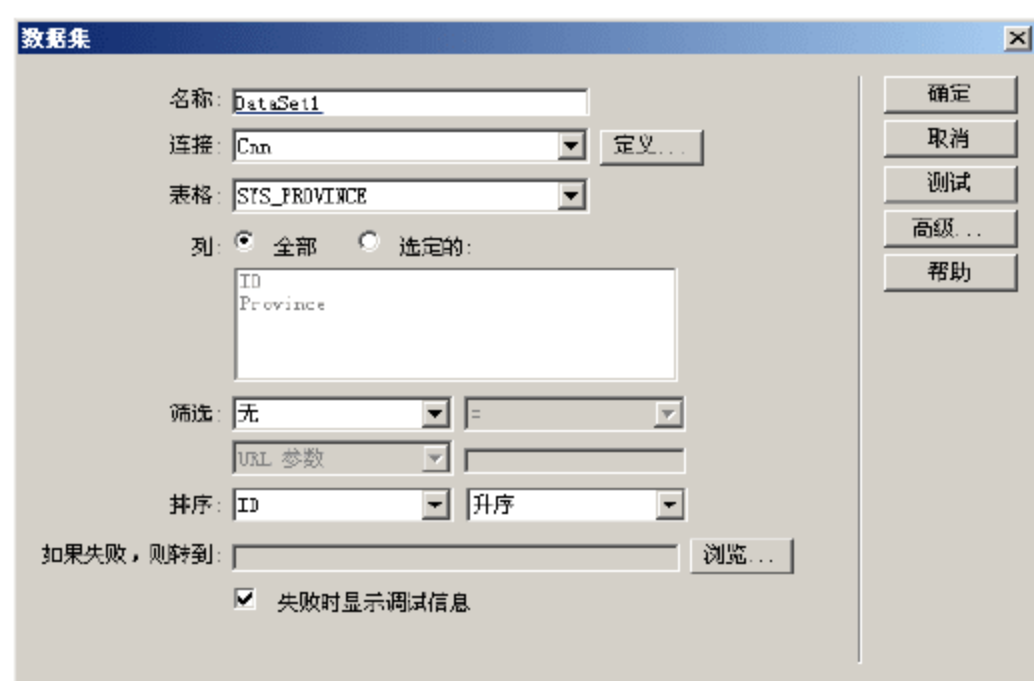 数据集
名称: DataSet1
连接: Cnn 定义...
表格: SYS_PROVINCE
列: 全部 选定的:
ID
Province
筛选: 无 =
URL 参数
排序: ID 升序
如果失败，则转到: 浏览...
失败时显示调试信息
确定
取消
测试
高级...
帮助